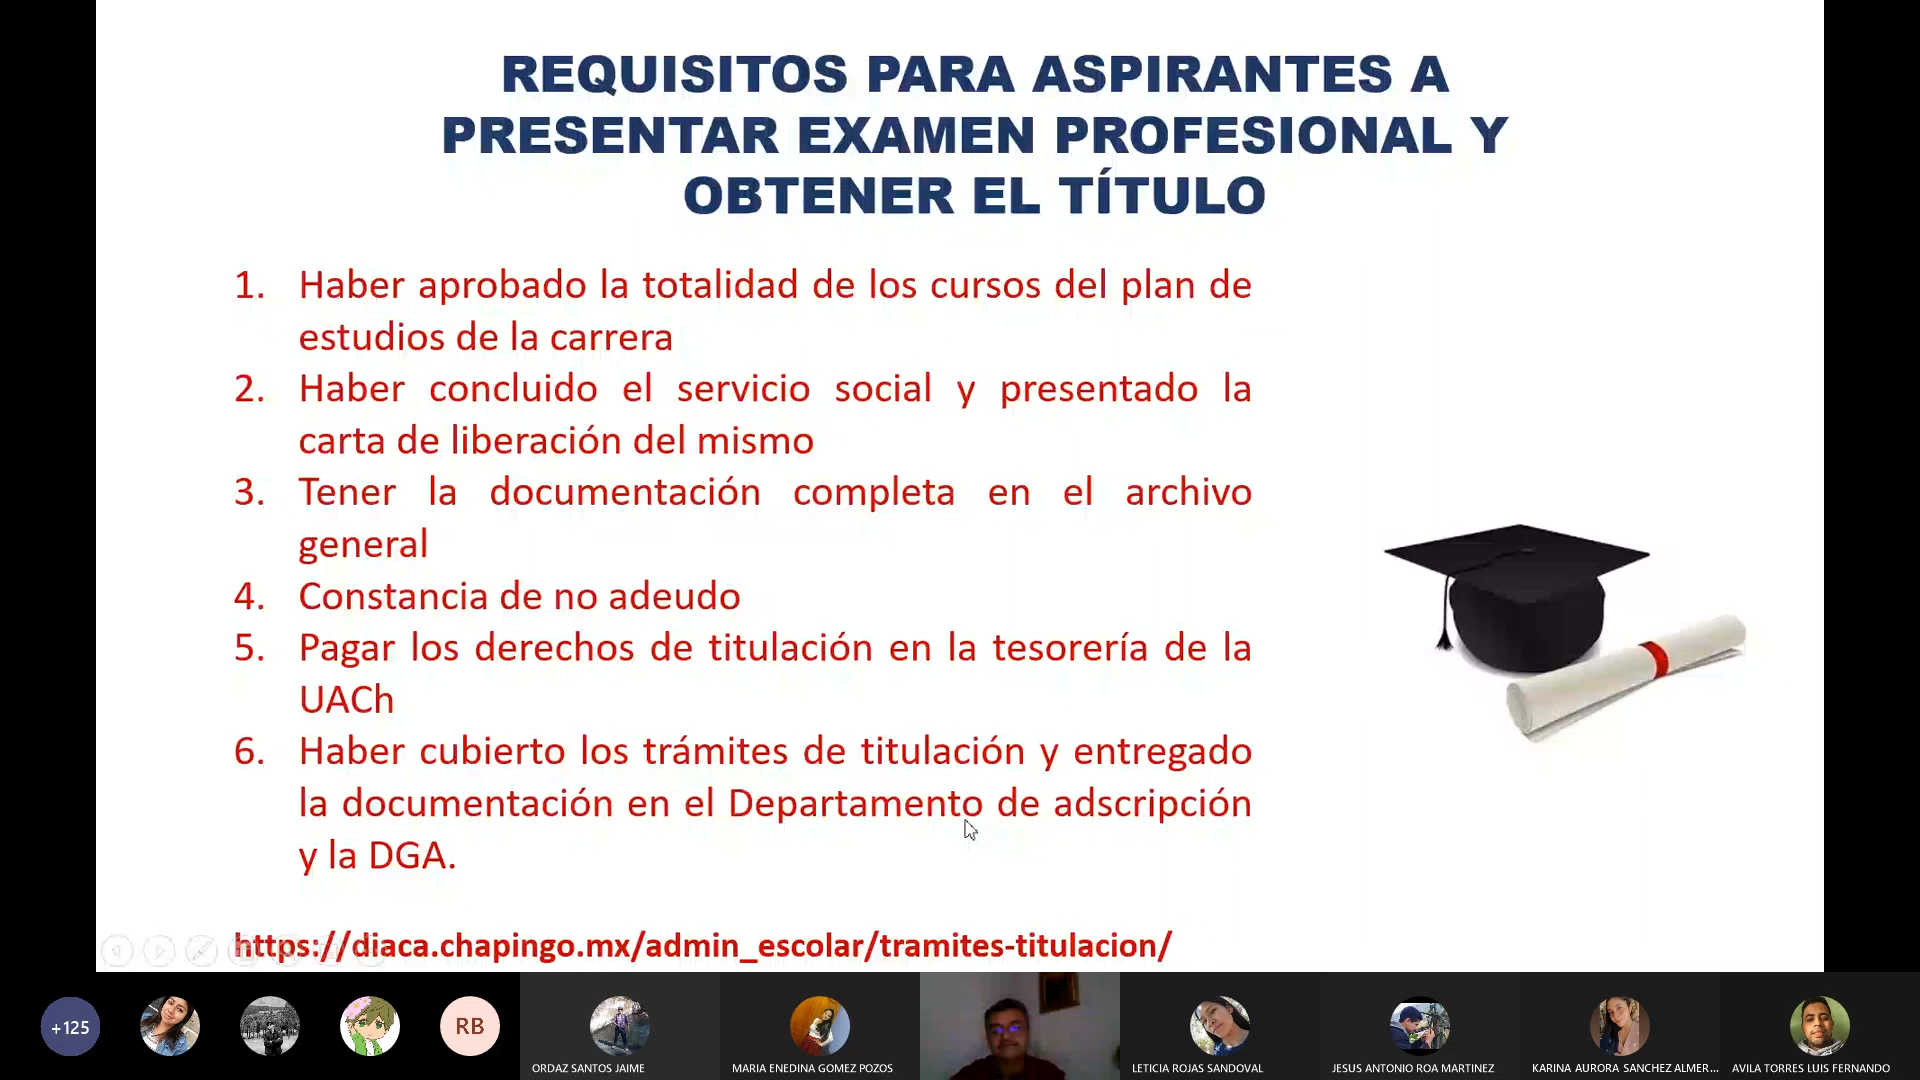 REQUISITOS PARA ASPIRANTES A
PRESENTAR EXAMEN PROFESIONAL Y
OBTENER EL TÍTULO
1. Haber aprobado la totalidad de los cursos del plan de
estudios de la carrera
2. Haber concluido el servicio social y presentado la
carta de liberación del mismo
3. Tener la documentación completa en el archivo
general
4. Constancia de no adeudo
5. Pagar los derechos de titulación en la tesorería de la
UACh
6. Haber cubierto los trámites de titulación y entregado
la documentación en el Departamento de adscripción
y la DGA.
https://diaca.chapingo.mx/admin_escolar/tramites-titulacion/
+125
RB
ORDAZ SANTOS JAIME
MARIA ENEDINA GOMEZ POZOS
LETICIA ROJAS SANDOVAL
JESUS ANTONIO ROA MARTINEZ
KARINA AURORA SANCHEZ ALMER...
AVILA TORRES LUIS FERNANDO